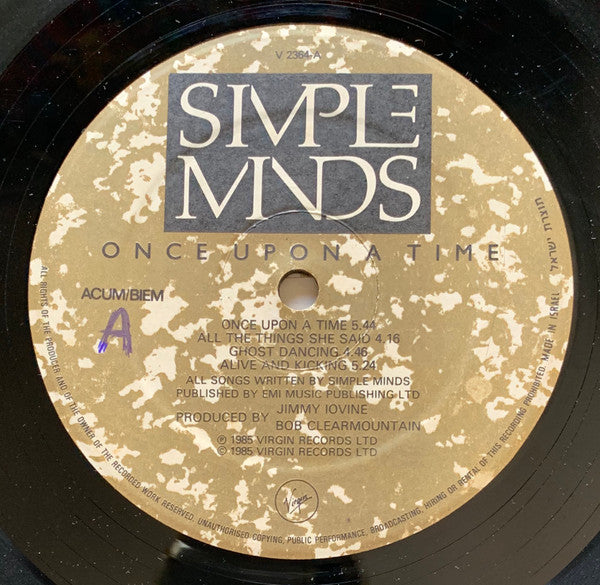 V 2364-A
SIMPLE
MINDS
ONCE UPON A TIME
ACUM/BIEM
A
ONCE UPON A TIME 5.44
ALL THE THINGS SHE SAID 4.16
GHOST DANCING 4.46
ALIVE AND KICKING 5.24
ALL SONGS WRITTEN BY SIMPLE MINDS
PUBLISHED BY EMI MUSIC PUBLISHING LTD
PRODUCED BY JIMMY IOVINE
BOB CLEARMOUNTAIN
℗ 1985 VIRGIN RECORDS LTD
© 1985 VIRGIN RECORDS LTD
Virgin
ALL RIGHTS OF THE PRODUCER AND OF THE OWNER OF THE RECORDED WORK RESERVED. UNAUTHORISED COPYING, PUBLIC PERFORMANCE, BROADCASTING, HIRING OR RENTAL OF THIS RECORDING PROHIBITED. MADE IN ISRAEL תוצרת ישראל